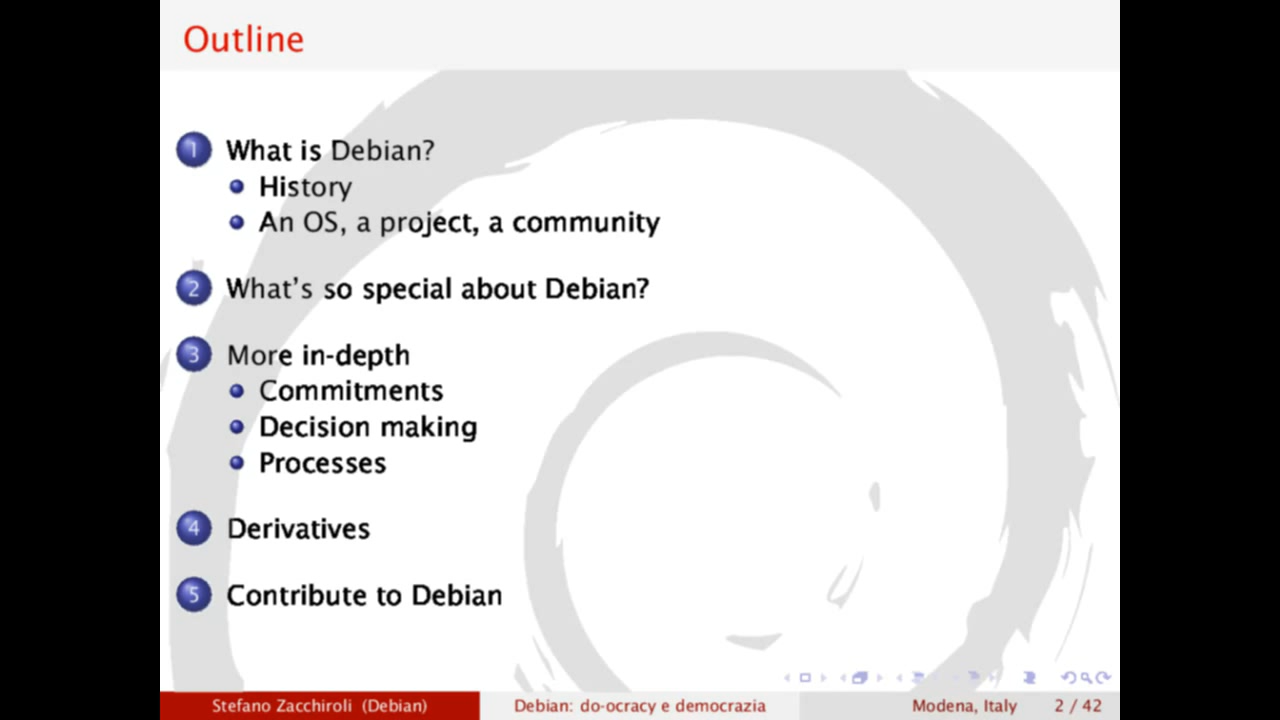 Outline
1 What is Debian?
History
An OS, a project, a community
2 What's so special about Debian?
3 More in-depth
Commitments
Decision making
Processes
4 Derivatives
5 Contribute to Debian
Stefano Zacchiroli (Debian) Debian: do-ocracy e democrazia Modena, Italy 2 / 42